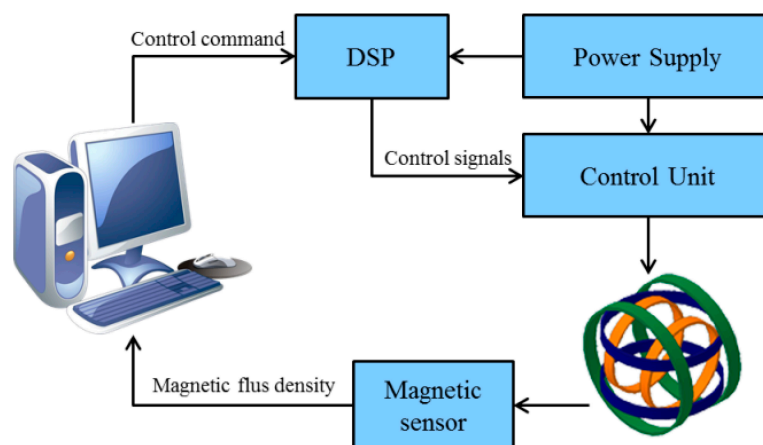 Control command
DSP
Power Supply
Control signals
Control Unit
Magnetic flus density
Magnetic
sensor